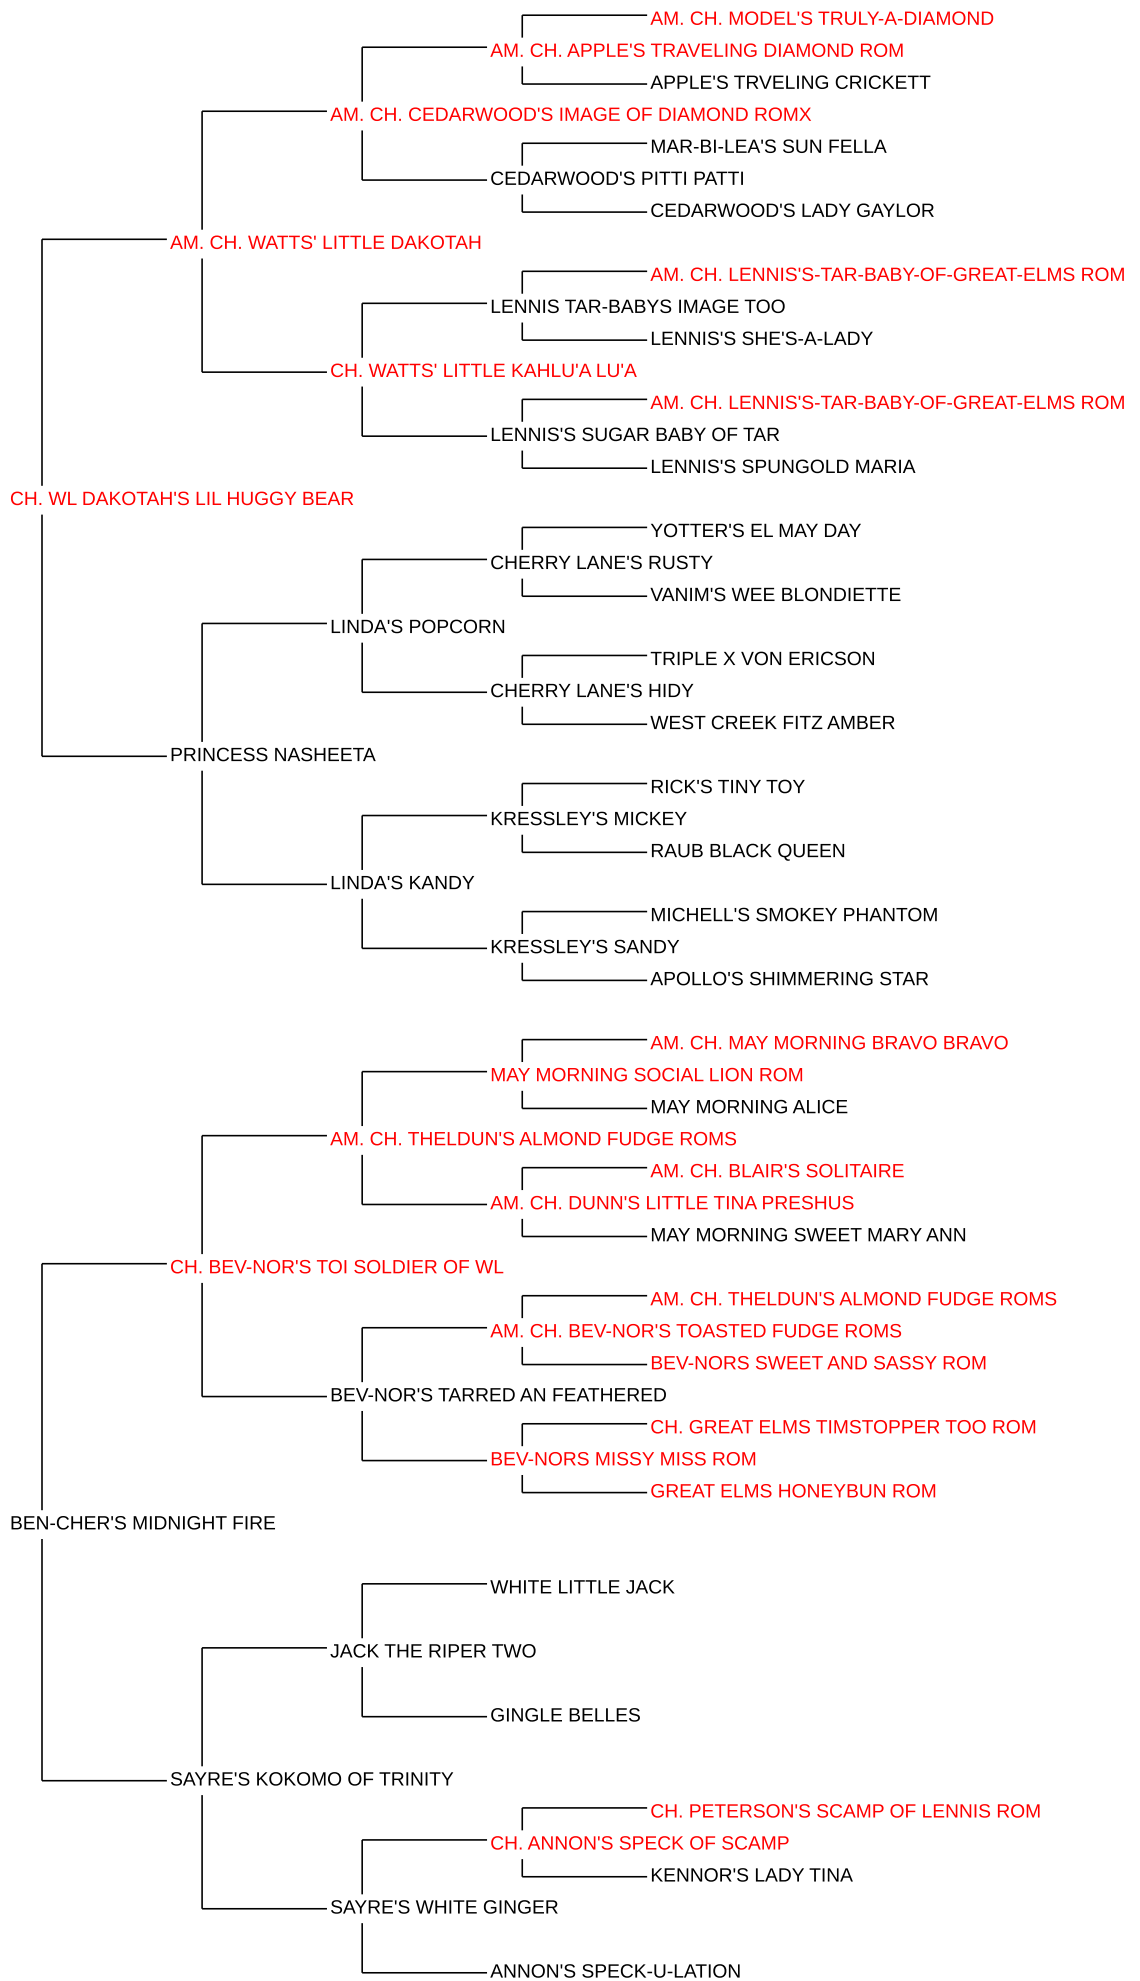 AM. CH. MODEL'S TRULY-A-DIAMOND
AM. CH. APPLE'S TRAVELING DIAMOND ROM
APPLE'S TRVELING CRICKETT
AM. CH. CEDARWOOD'S IMAGE OF DIAMOND ROMX
MAR-BI-LEA'S SUN FELLA
CEDARWOOD'S PITTI PATTI
CEDARWOOD'S LADY GAYLOR
AM. CH. WATTS' LITTLE DAKOTAH
AM. CH. LENNIS'S-TAR-BABY-OF-GREAT-ELMS ROM
LENNIS TAR-BABYS IMAGE TOO
LENNIS'S SHE'S-A-LADY
CH. WATTS' LITTLE KAHLU'A LU'A
AM. CH. LENNIS'S-TAR-BABY-OF-GREAT-ELMS ROM
LENNIS'S SUGAR BABY OF TAR
LENNIS'S SPUNGOLD MARIA
CH. WL DAKOTAH'S LIL HUGGY BEAR
YOTTER'S EL MAY DAY
CHERRY LANE'S RUSTY
VANIM'S WEE BLONDIETTE
LINDA'S POPCORN
TRIPLE X VON ERICSON
CHERRY LANE'S HIDY
WEST CREEK FITZ AMBER
PRINCESS NASHEETA
RICK'S TINY TOY
KRESSLEY'S MICKEY
RAUB BLACK QUEEN
LINDA'S KANDY
MICHELL'S SMOKEY PHANTOM
KRESSLEY'S SANDY
APOLLO'S SHIMMERING STAR
AM. CH. MAY MORNING BRAVO BRAVO
MAY MORNING SOCIAL LION ROM
MAY MORNING ALICE
AM. CH. THELDUN'S ALMOND FUDGE ROMS
AM. CH. BLAIR'S SOLITAIRE
AM. CH. DUNN'S LITTLE TINA PRESHUS
MAY MORNING SWEET MARY ANN
CH. BEV-NOR'S TOI SOLDIER OF WL
AM. CH. THELDUN'S ALMOND FUDGE ROMS
AM. CH. BEV-NOR'S TOASTED FUDGE ROMS
BEV-NORS SWEET AND SASSY ROM
BEV-NOR'S TARRED AN FEATHERED
CH. GREAT ELMS TIMSTOPPER TOO ROM
BEV-NORS MISSY MISS ROM
GREAT ELMS HONEYBUN ROM
BEN-CHER'S MIDNIGHT FIRE
WHITE LITTLE JACK
JACK THE RIPER TWO
GINGLE BELLES
SAYRE'S KOKOMO OF TRINITY
CH. PETERSON'S SCAMP OF LENNIS ROM
CH. ANNON'S SPECK OF SCAMP
KENNOR'S LADY TINA
SAYRE'S WHITE GINGER
ANNON'S SPECK-U-LATION